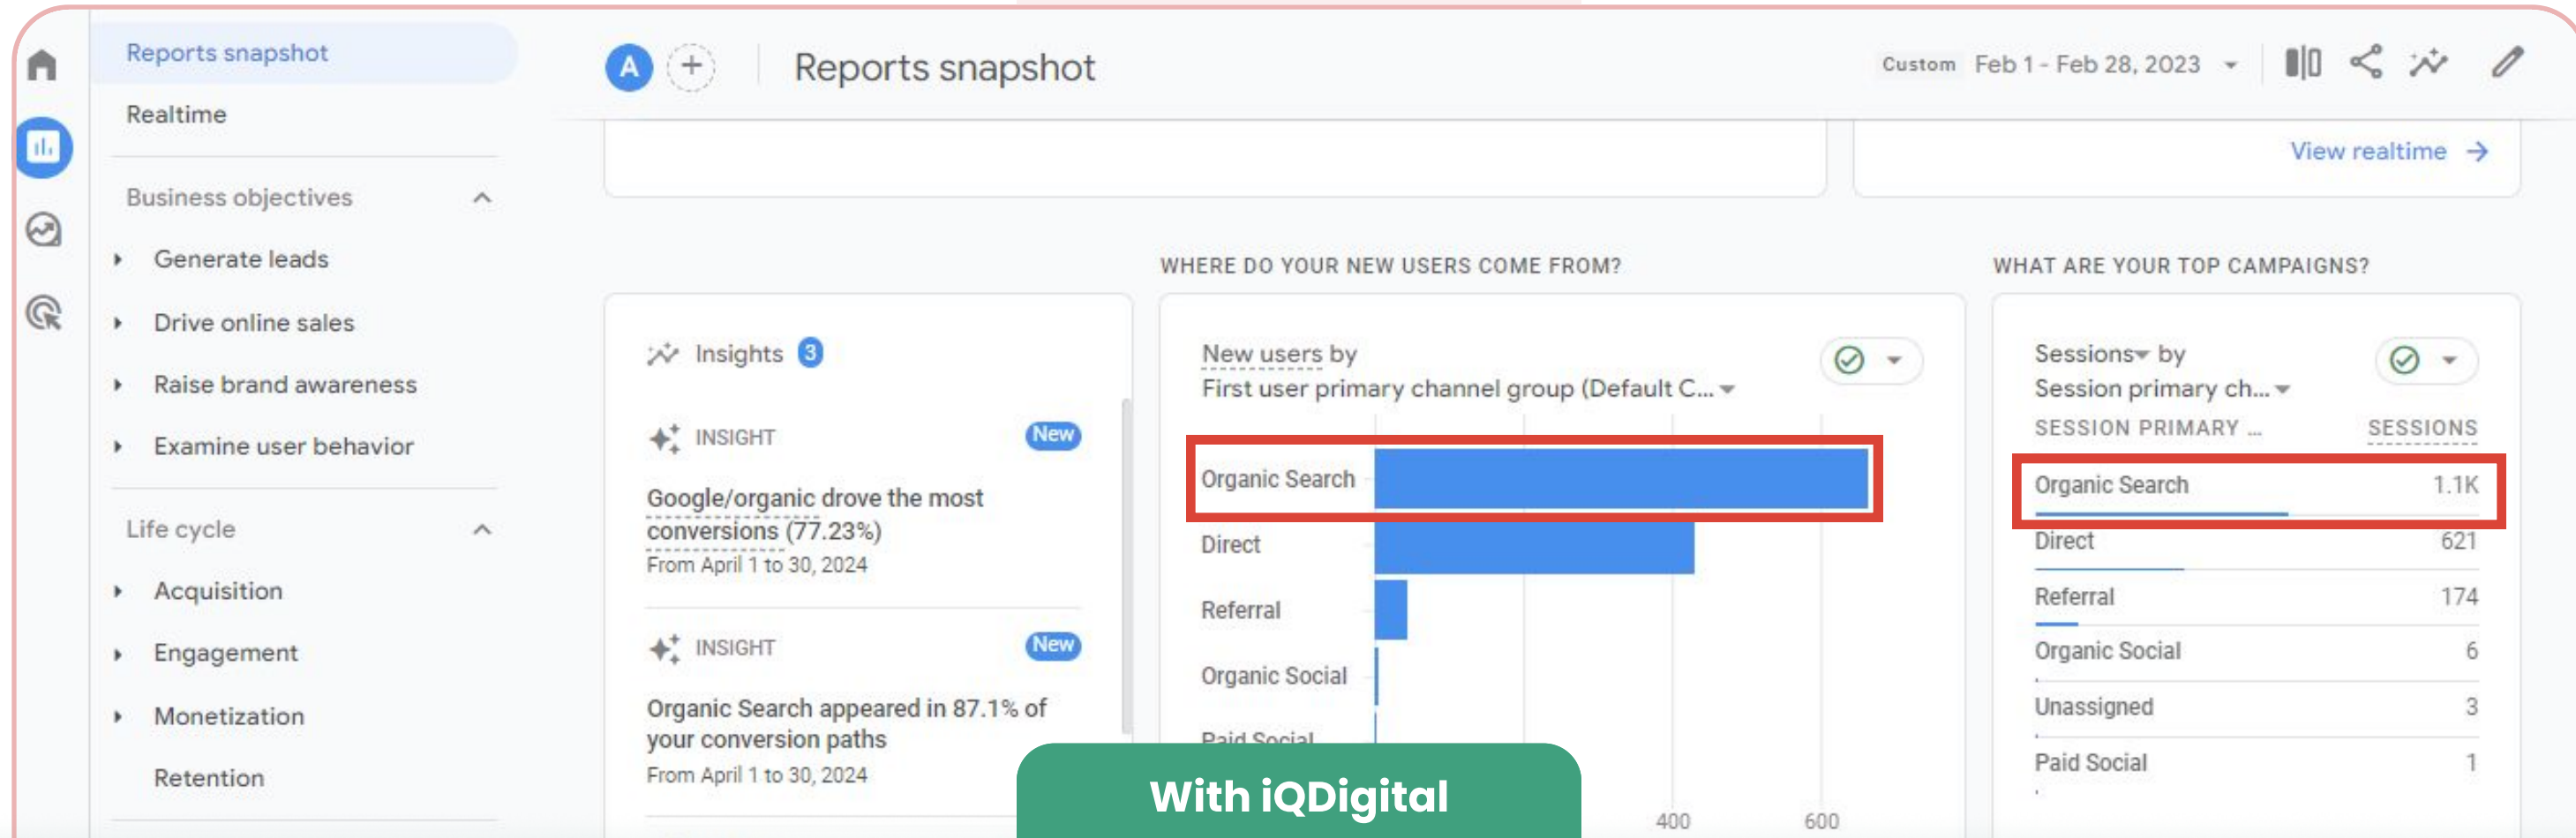 Reports snapshot
Realtime
Business objectives
Generate leads
Drive online sales
Raise brand awareness
Examine user behavior
Life cycle
Acquisition
Engagement
Monetization
Retention
A
Reports snapshot
Custom Feb 1 - Feb 28, 2023
View realtime
Insights 3
INSIGHT New
Google/organic drove the most
conversions (77.23%)
From April 1 to 30, 2024
INSIGHT New
Organic Search appeared in 87.1% of
your conversion paths
From April 1 to 30, 2024
WHERE DO YOUR NEW USERS COME FROM?
New users by
First user primary channel group (Default C...
Organic Search
Direct
Referral
Organic Social
Paid Social
400 600
WHAT ARE YOUR TOP CAMPAIGNS?
Sessions by
Session primary ch...
SESSION PRIMARY ... SESSIONS
Organic Search 1.1K
Direct 621
Referral 174
Organic Social 6
Unassigned 3
Paid Social 1
With iQDigital